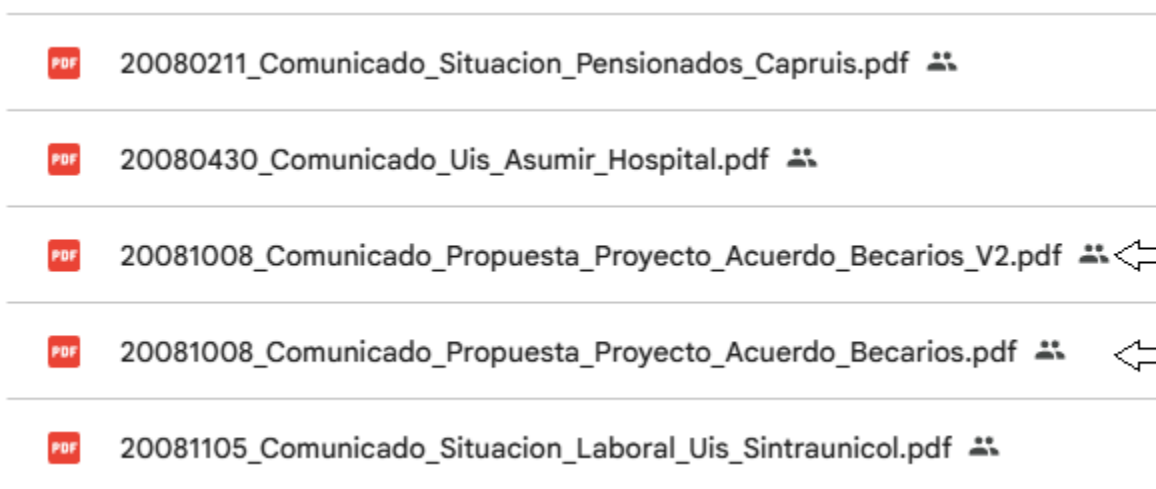 PDF 20080211_Comunicado_Situacion_Pensionados_Capruis.pdf
PDF 20080430_Comunicado_Uis_Asumir_Hospital.pdf
PDF 20081008_Comunicado_Propuesta_Proyecto_Acuerdo_Becarios_V2.pdf
PDF 20081008_Comunicado_Propuesta_Proyecto_Acuerdo_Becarios.pdf
PDF 20081105_Comunicado_Situacion_Laboral_Uis_Sintraunicol.pdf